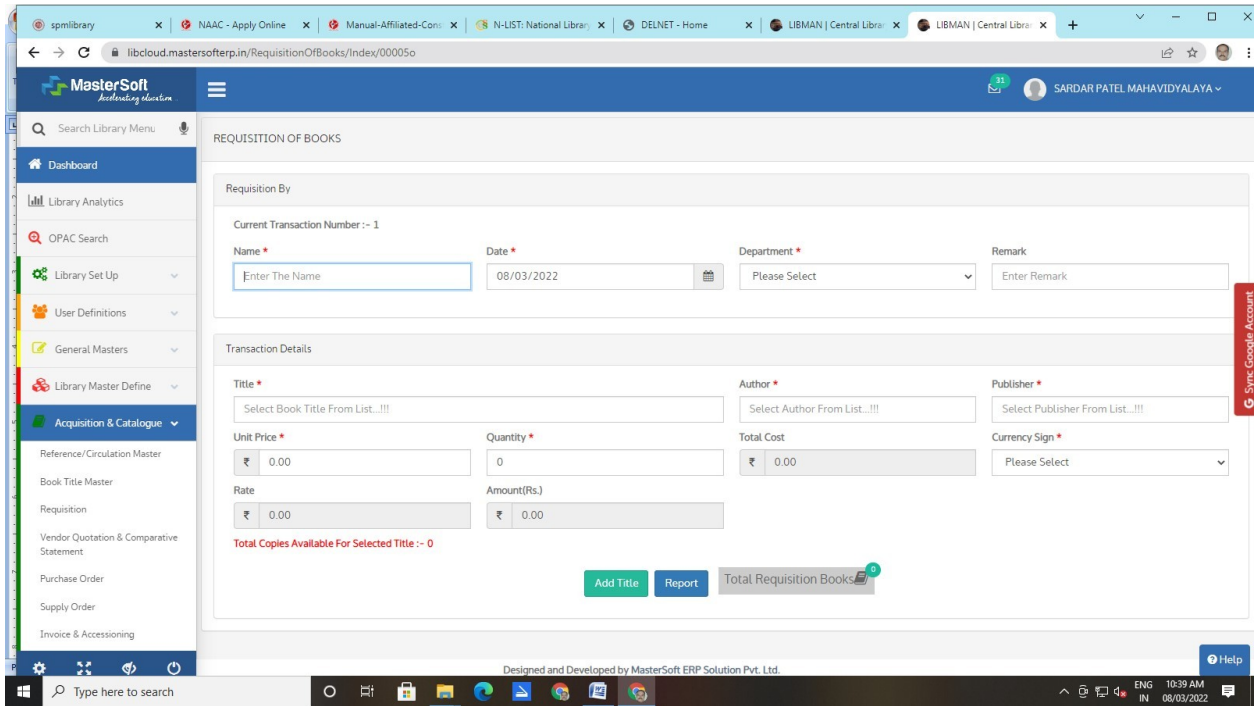 spmlibrary
NAAC - Apply Online
Manual-Affiliated-Cons
N-LIST: National Library
DELNET - Home
LIBMAN | Central Librar
LIBMAN | Central Librar
libcloud.mastersofterp.in/RequisitionOfBooks/Index/00005o
MasterSoft
Accelerating education...
31
SARDAR PATEL MAHAVIDYALAYA
Search Library Menu
REQUISITION OF BOOKS
Dashboard
Library Analytics
OPAC Search
Library Set Up
User Definitions
General Masters
Library Master Define
Acquisition & Catalogue
Reference/Circulation Master
Book Title Master
Requisition
Vendor Quotation & Comparative
Statement
Purchase Order
Supply Order
Invoice & Accessioning
Requisition By
Current Transaction Number :- 1
Name * Date * Department * Remark
Enter The Name 08/03/2022 Please Select Enter Remark
Transaction Details
Title * Author * Publisher *
Select Book Title From List...!!! Select Author From List...!!! Select Publisher From List...!!!
Unit Price * Quantity * Total Cost Currency Sign *
₹ 0.00 0 ₹ 0.00 Please Select
Rate Amount(Rs.)
₹ 0.00 ₹ 0.00
Total Copies Available For Selected Title :- 0
Add Title Report Total Requisition Books 0
G Sync Google Account
Help
Designed and Developed by MasterSoft ERP Solution Pvt. Ltd.
Type here to search
ENG
IN
10:39 AM
08/03/2022